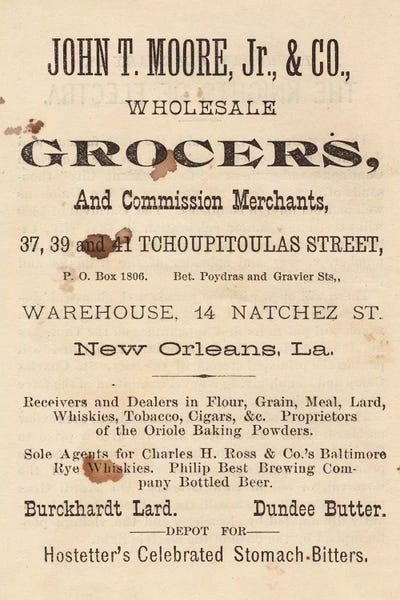 JOHN T. MOORE, Jr., & CO.,
WHOLESALE
GROCERS,
And Commission Merchants,
37, 39 and 41 TCHOUPITOULAS STREET,
P. O. Box 1806. Bet. Poydras and Gravier Sts,,
WAREHOUSE, 14 NATCHEZ ST.
New Orleans, La.
Receivers and Dealers in Flour, Grain, Meal, Lard,
Whiskies, Tobacco, Cigars, &c. Proprietors
of the Oriole Baking Powders.
Sole Agents for Charles H. Ross & Co.'s Baltimore
Rye Whiskies. Philip Best Brewing Com-
pany Bottled Beer.
Burckhardt Lard. Dundee Butter.
DEPOT FOR
Hostetter's Celebrated Stomach Bitters.